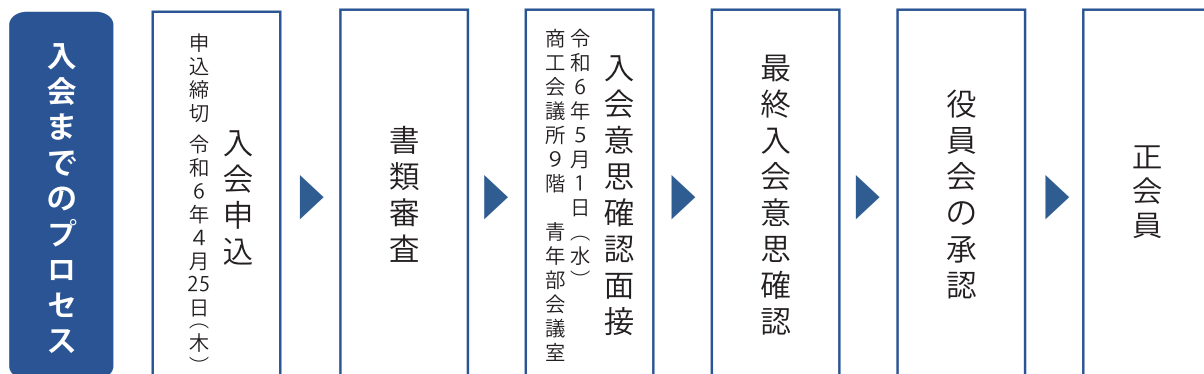 入会までのプロセス
入会申込
申込締切 令和6年4月25日(木)
書類審査
入会意思確認面接
令和6年5月1日（水）
商工会議所9階　青年部会議室
最終入会意思確認
役員会の承認
正会員